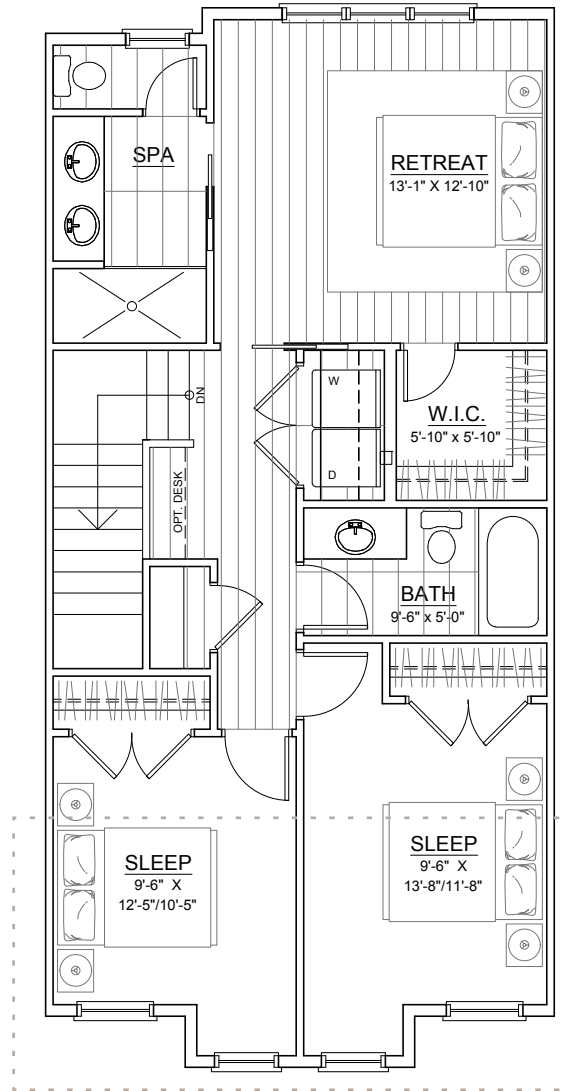 SPA
RETREAT
13'-1" X 12'-10"
W
D
DN
OPT. DESK
W.I.C.
5'-10" x 5'-10"
BATH
9'-6" x 5'-0"
SLEEP
9'-6" X
12'-5"/10'-5"
SLEEP
9'-6" X
13'-8"/11'-8"